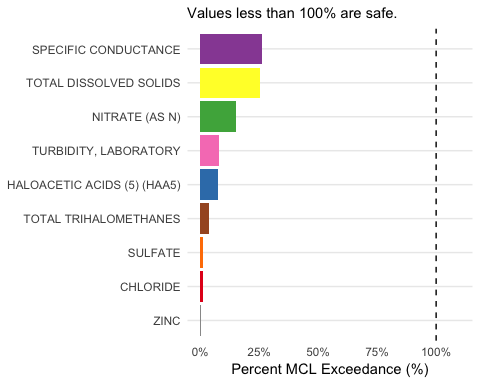 Values less than 100% are safe.
SPECIFIC CONDUCTANCE
TOTAL DISSOLVED SOLIDS
NITRATE (AS N)
TURBIDITY, LABORATORY
HALOACETIC ACIDS (5) (HAA5)
TOTAL TRIHALOMETHANES
SULFATE
CHLORIDE
ZINC
0% 25% 50% 75% 100%
Percent MCL Exceedance (%)